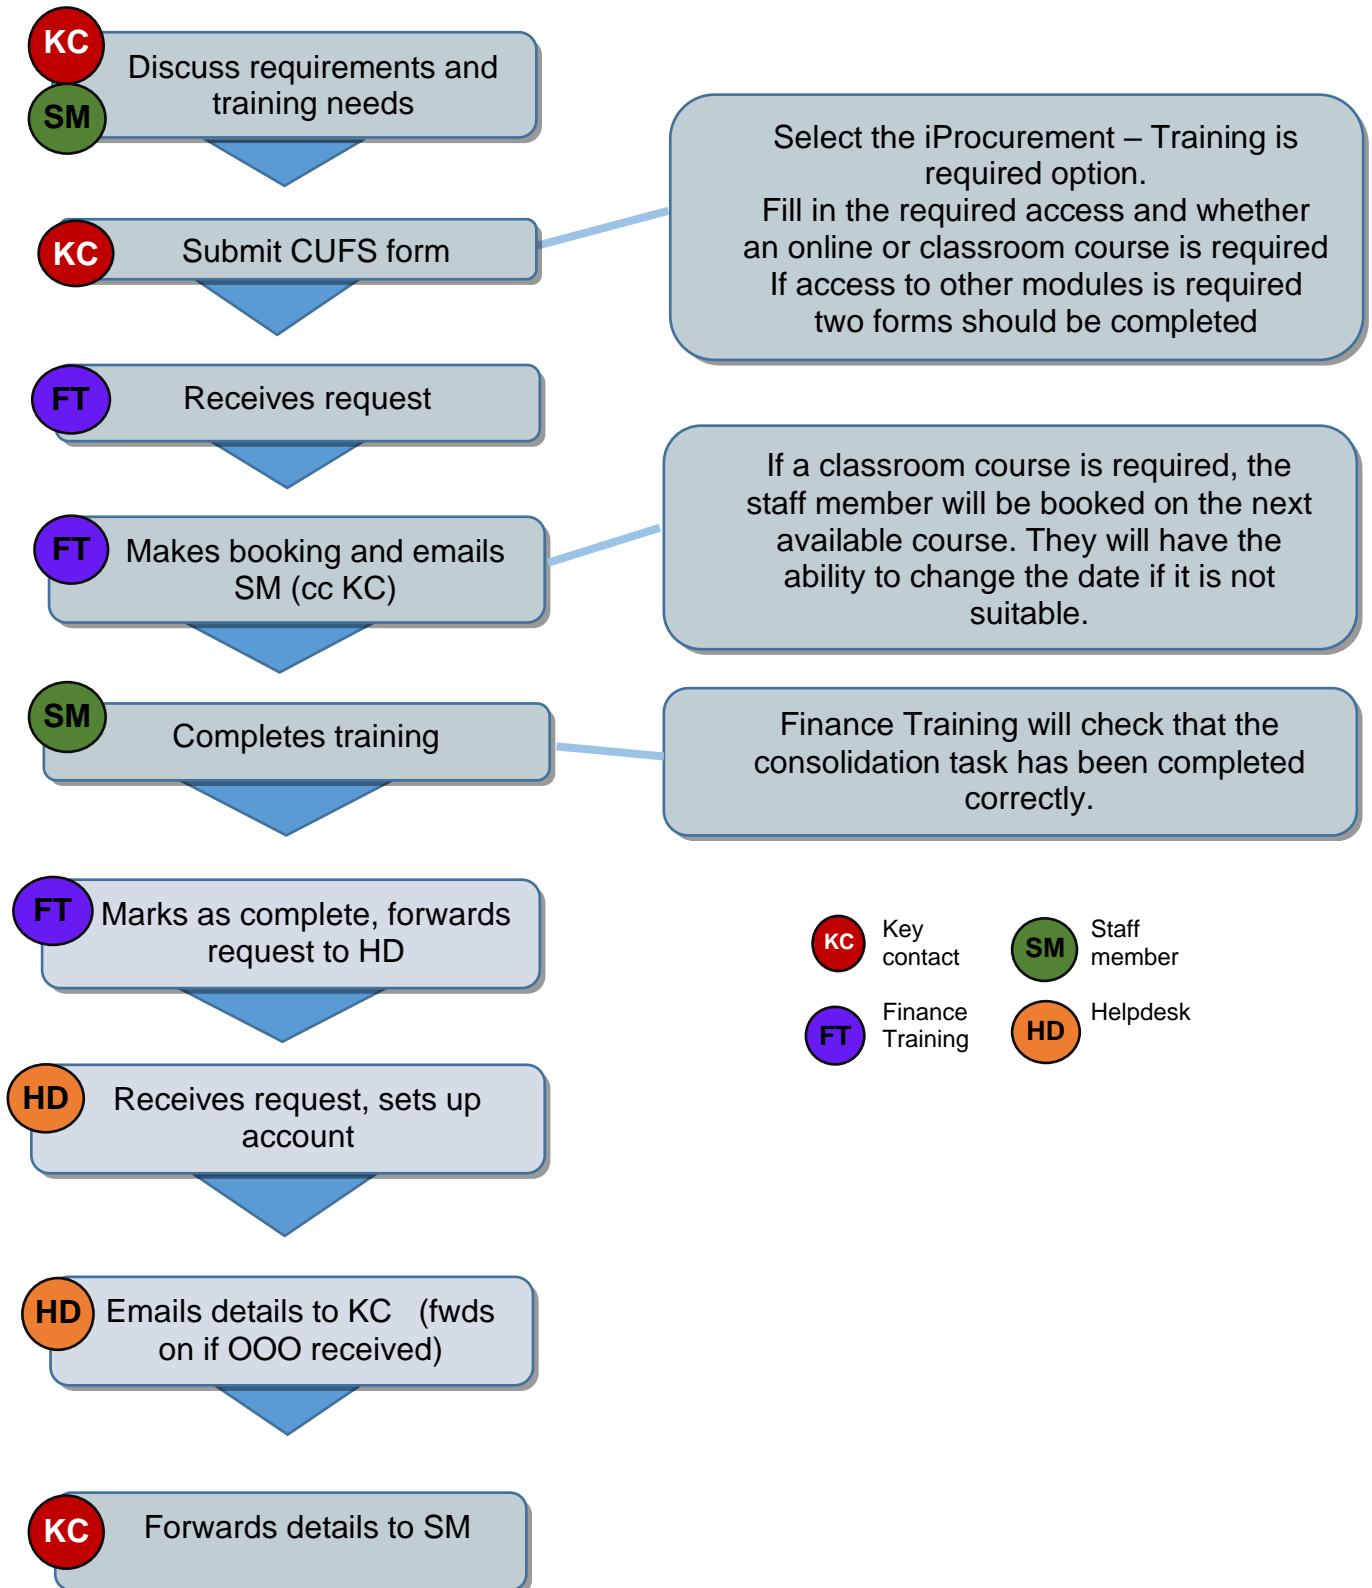 KC
SM
Discuss requirements and
training needs
KC
Submit CUFS form
Select the iProcurement – Training is
required option.
Fill in the required access and whether
an online or classroom course is required
If access to other modules is required
two forms should be completed
FT
Receives request
FT
Makes booking and emails
SM (cc KC)
If a classroom course is required, the
staff member will be booked on the next
available course. They will have the
ability to change the date if it is not
suitable.
SM
Completes training
Finance Training will check that the
consolidation task has been completed
correctly.
FT
Marks as complete, forwards
request to HD
KC
Key
contact
SM
Staff
member
FT
Finance
Training
HD
Helpdesk
HD
Receives request, sets up
account
HD
Emails details to KC (fwds
on if OOO received)
KC
Forwards details to SM